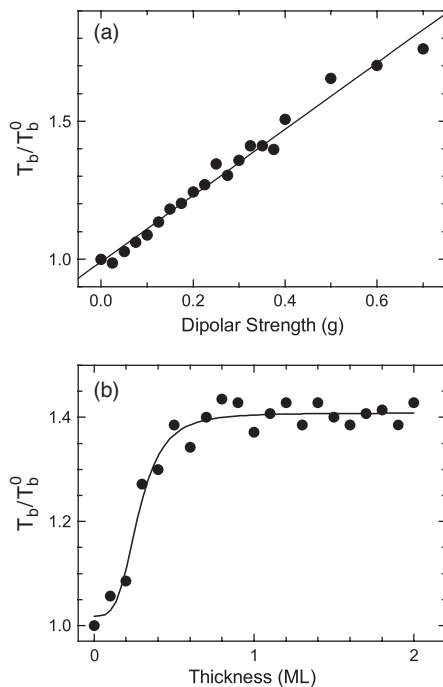 (a)
T_b/T_b^0
1.5
1.0
0.0 0.2 0.4 0.6
Dipolar Strength (g)
(b)
T_b/T_b^0
1.4
1.2
1.0
0 1 2
Thickness (ML)